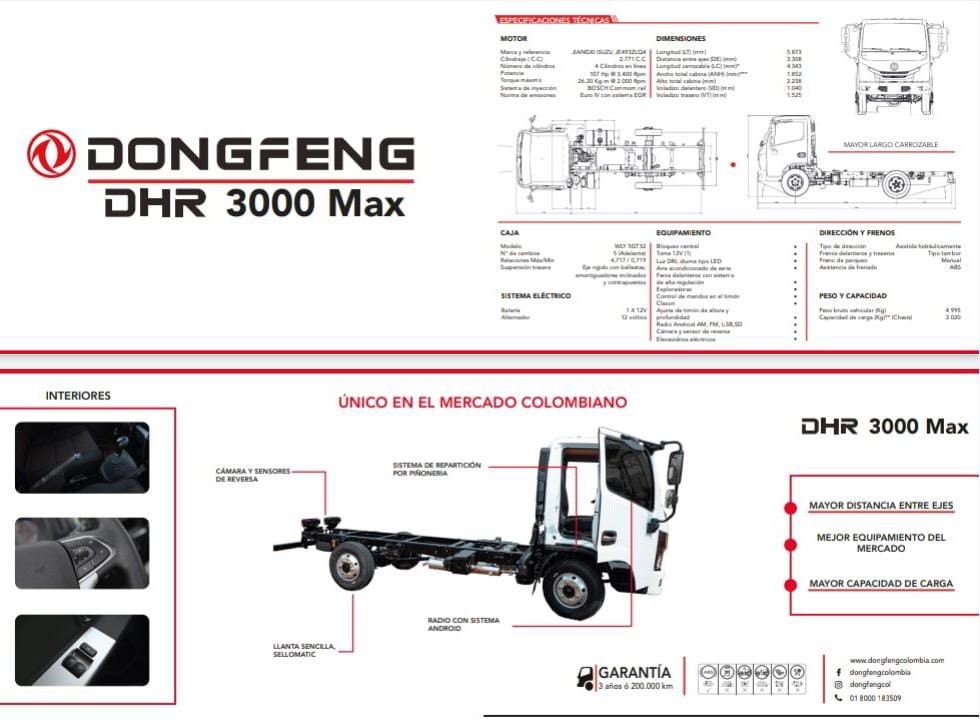 DONGFENG
DHR 3000 Max
ESPECIFICACIONES TÉCNICAS
MOTOR
Marca y referencia JIANGXI ISUZU JE493ZLQ4
Cilindraje (C.C) 2.771 C.C
Número de cilindros 4 Cilindros en linea
Potencia 107 Hp @ 3.400 Rpm
Torque máximo 26.20 Kg-m @ 2.000 Rpm
Sistema de inyección BOSCH Common rail
Norma de emisiones Euro IV con sistema EGR
DIMENSIONES
Longitud (LT) (mm) 5.873
Distancia entre ejes (DE) (mm) 3.308
Longitud carrozable (LC) (mm)* 4.343
Ancho total cabina (ANH) (mm)*** 1.852
Alto total cabina (mm) 2.238
Voladizo delantero (VD) (mm) 1.040
Voladizo trasero (VT) (mm) 1.525
MAYOR LARGO CARROZABLE
CAJA
Modelo WLY 5GT32
N° de cambios 5 (Adelante)
Relaciones Máx/Min 4,717 / 0,719
Suspensión trasera Eje rigido con ballestas,
amortiguadores inclinados
y contrapuestos
SISTEMA ELÉCTRICO
Batería 1 X 12V
Alternador 12 voltios
EQUIPAMIENTO
Bloqueo central •
Toma 12V (1) •
Luz DRL diurna tipo LED •
Aire acondicionado de serie •
Faros delanteros con sistema
de alta regulación •
Exploradoras •
Control de mandos en el timón •
Claxon •
Ajuste de timón de altura y
profundidad •
Radio Android AM, FM, USB,SD •
Cámara y sensor de reversa •
Elevavidrios eléctricos •
DIRECCIÓN Y FRENOS
Tipo de dirección Asistida hidráulicamente
Frenos delanteros y traseros Tipo tambor
Freno de parqueo Manual
Asistencia de frenado ABS
PESO Y CAPACIDAD
Peso bruto vehicular (Kg) 4.995
Capacidad de carga (Kg)** (Chasis) 3.020
INTERIORES
ÚNICO EN EL MERCADO COLOMBIANO
CÁMARA Y SENSORES
DE REVERSA
SISTEMA DE REPARTICIÓN
POR PIÑONERIA
RADIO CON SISTEMA
ANDROID
LLANTA SENCILLA,
SELLOMATIC
DHR 3000 Max
MAYOR DISTANCIA ENTRE EJES
MEJOR EQUIPAMIENTO DEL
MERCADO
MAYOR CAPACIDAD DE CARGA
GARANTÍA
3 años ó 200.000 km
ABS
www.dongfengcolombia.com
dongfengcolombia
dongfengcol
01 8000 183509